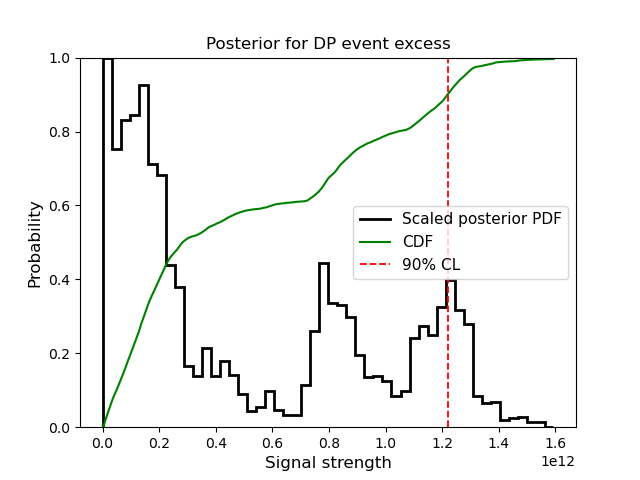 Posterior for DP event excess
1.0
0.8
0.6
0.4
0.2
0.0
Probability
Scaled posterior PDF
CDF
90% CL
0.0 0.2 0.4 0.6 0.8 1.0 1.2 1.4 1.6
1e12
Signal strength